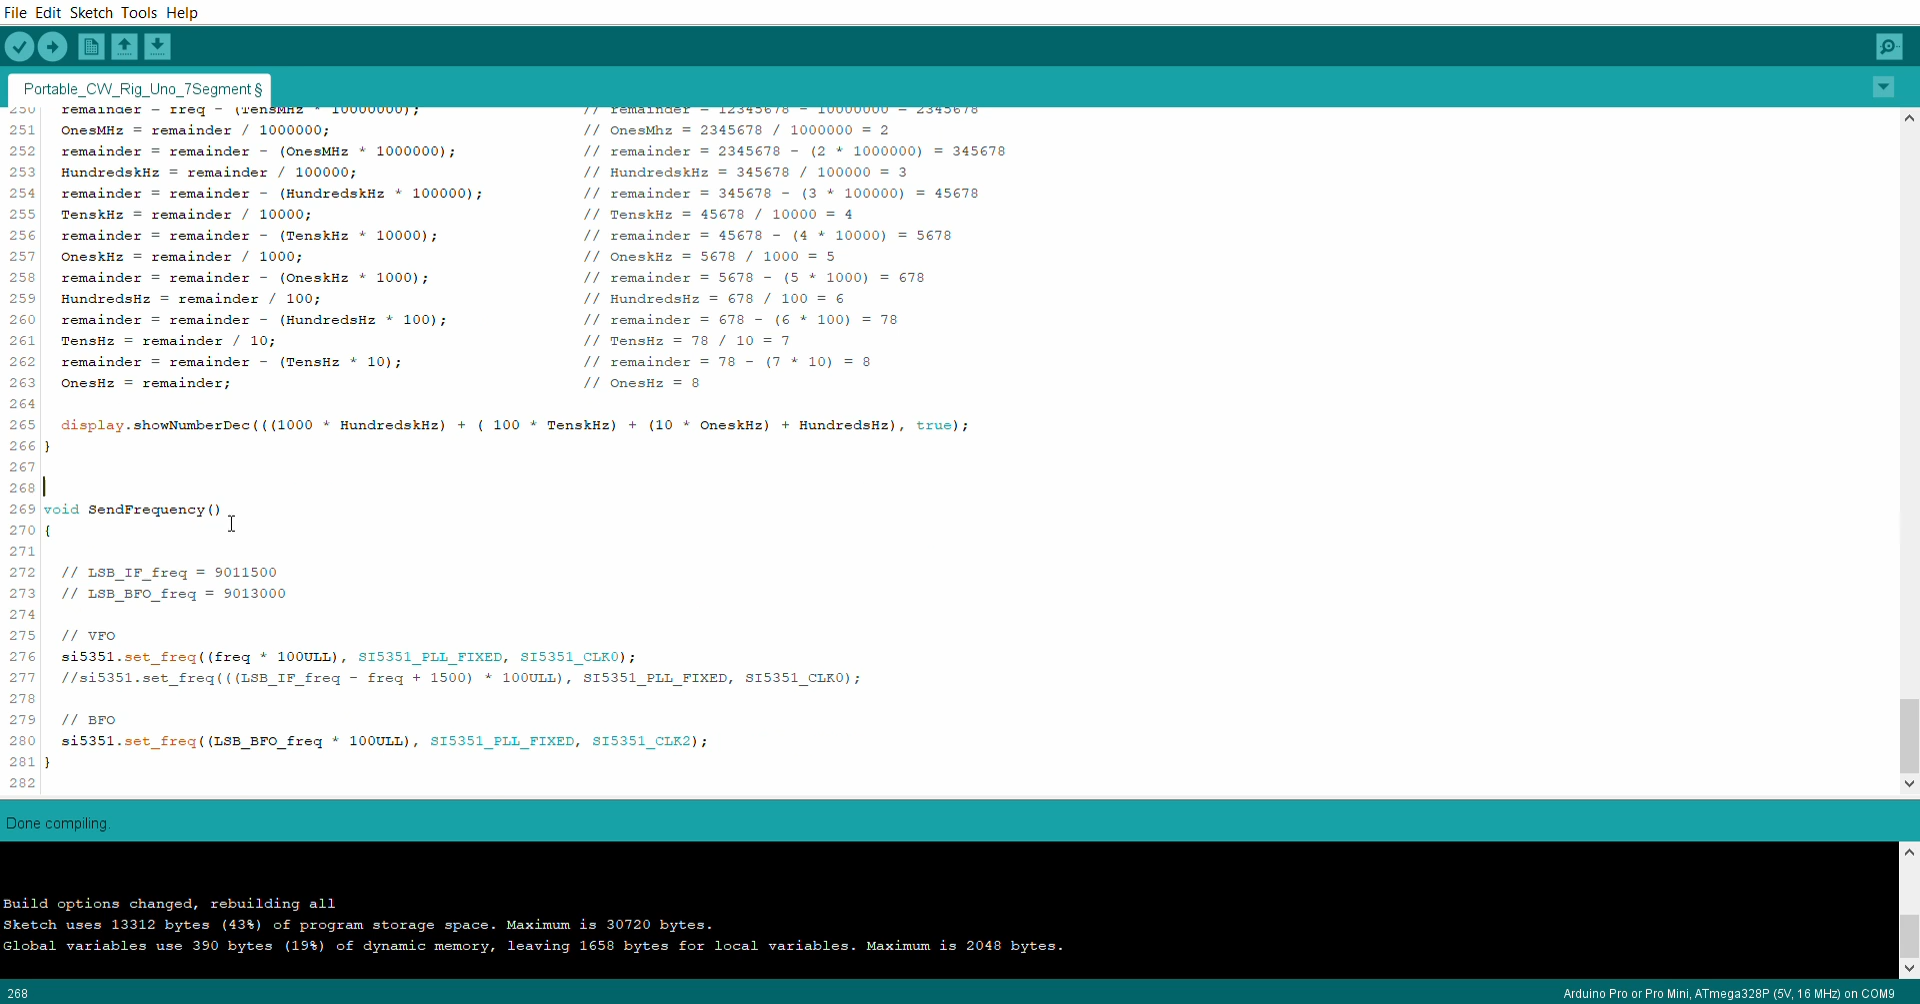 File Edit Sketch Tools Help
Portable_CW_Rig_Uno_7Segment §
250 remainder = freq - (TensMHz * 10000000); // remainder = 12345678 - 10000000 = 2345678
251 OnesMHz = remainder / 1000000; // OnesMhz = 2345678 / 1000000 = 2
252 remainder = remainder - (OnesMHz * 1000000); // remainder = 2345678 - (2 * 1000000) = 345678
253 HundredskHz = remainder / 100000; // HundredskHz = 345678 / 100000 = 3
254 remainder = remainder - (HundredskHz * 100000); // remainder = 345678 - (3 * 100000) = 45678
255 TenskHz = remainder / 10000; // TenskHz = 45678 / 10000 = 4
256 remainder = remainder - (TenskHz * 10000); // remainder = 45678 - (4 * 10000) = 5678
257 OneskHz = remainder / 1000; // OneskHz = 5678 / 1000 = 5
258 remainder = remainder - (OneskHz * 1000); // remainder = 5678 - (5 * 1000) = 678
259 HundredsHz = remainder / 100; // HundredsHz = 678 / 100 = 6
260 remainder = remainder - (HundredsHz * 100); // remainder = 678 - (6 * 100) = 78
261 TensHz = remainder / 10; // TensHz = 78 / 10 = 7
262 remainder = remainder - (TensHz * 10); // remainder = 78 - (7 * 10) = 8
263 OnesHz = remainder; // OnesHz = 8
264
265 display.showNumberDec(((1000 * HundredskHz) + ( 100 * TenskHz) + (10 * OneskHz) + HundredsHz), true);
266 }
267
268
269 void SendFrequency()
270 {
271
272 // LSB_IF_freq = 9011500
273 // LSB_BFO_freq = 9013000
274
275 // VFO
276 si5351.set_freq((freq * 100ULL), SI5351_PLL_FIXED, SI5351_CLK0);
277 //si5351.set_freq(((LSB_IF_freq - freq + 1500) * 100ULL), SI5351_PLL_FIXED, SI5351_CLK0);
278
279 // BFO
280 si5351.set_freq((LSB_BFO_freq * 100ULL), SI5351_PLL_FIXED, SI5351_CLK2);
281 }
282
Done compiling.
Build options changed, rebuilding all
Sketch uses 13312 bytes (43%) of program storage space. Maximum is 30720 bytes.
Global variables use 390 bytes (19%) of dynamic memory, leaving 1658 bytes for local variables. Maximum is 2048 bytes.
268 Arduino Pro or Pro Mini, ATmega328P (5V, 16 MHz) on COM9